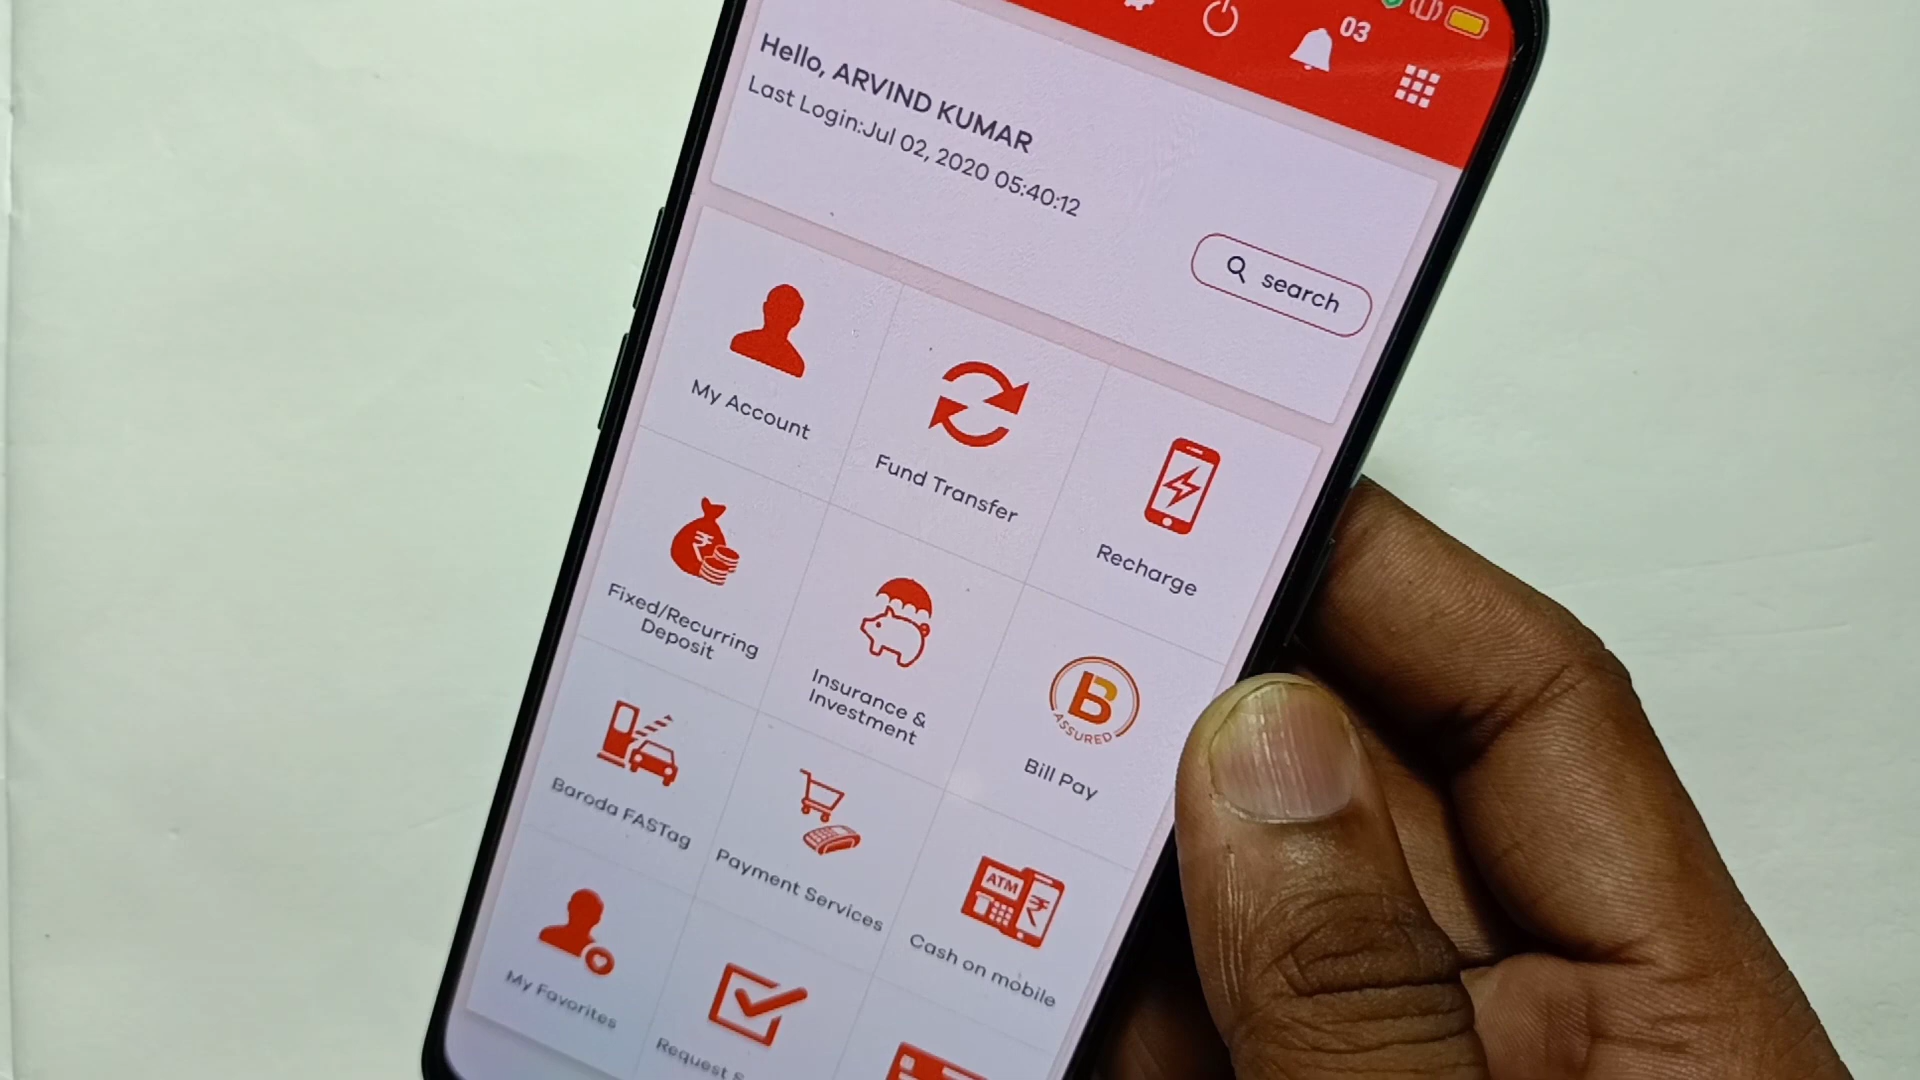 03
Hello, ARVIND KUMAR
Last Login:Jul 02, 2020 05:40:12
search
My Account
Fund Transfer
Recharge
Fixed/Recurring
Deposit
Insurance &
Investment
B
ASSURED
Bill Pay
Baroda FASTag
Payment Services
ATM
₹
Cash on mobile
My Favorites
Request